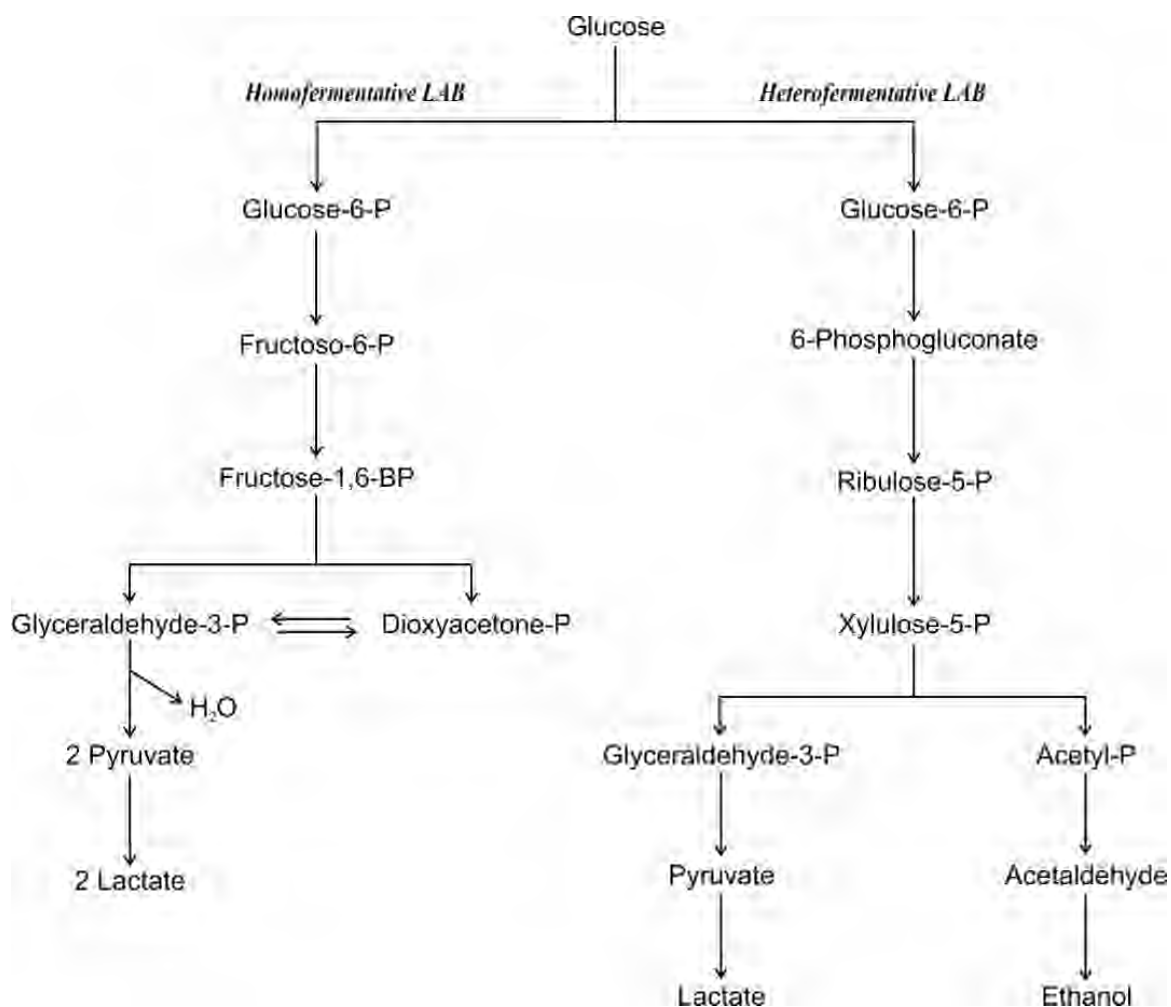 Glucose
Homofermentative LAB
Heterofermentative LAB
Glucose-6-P
Glucose-6-P
Fructoso-6-P
6-Phosphogluconate
Fructose-1,6-BP
Ribulose-5-P
Glyceraldehyde-3-P
Dioxyacetone-P
Xylulose-5-P
H₂O
2 Pyruvate
Glyceraldehyde-3-P
Acetyl-P
2 Lactate
Pyruvate
Acetaldehyde
Lactate
Ethanol